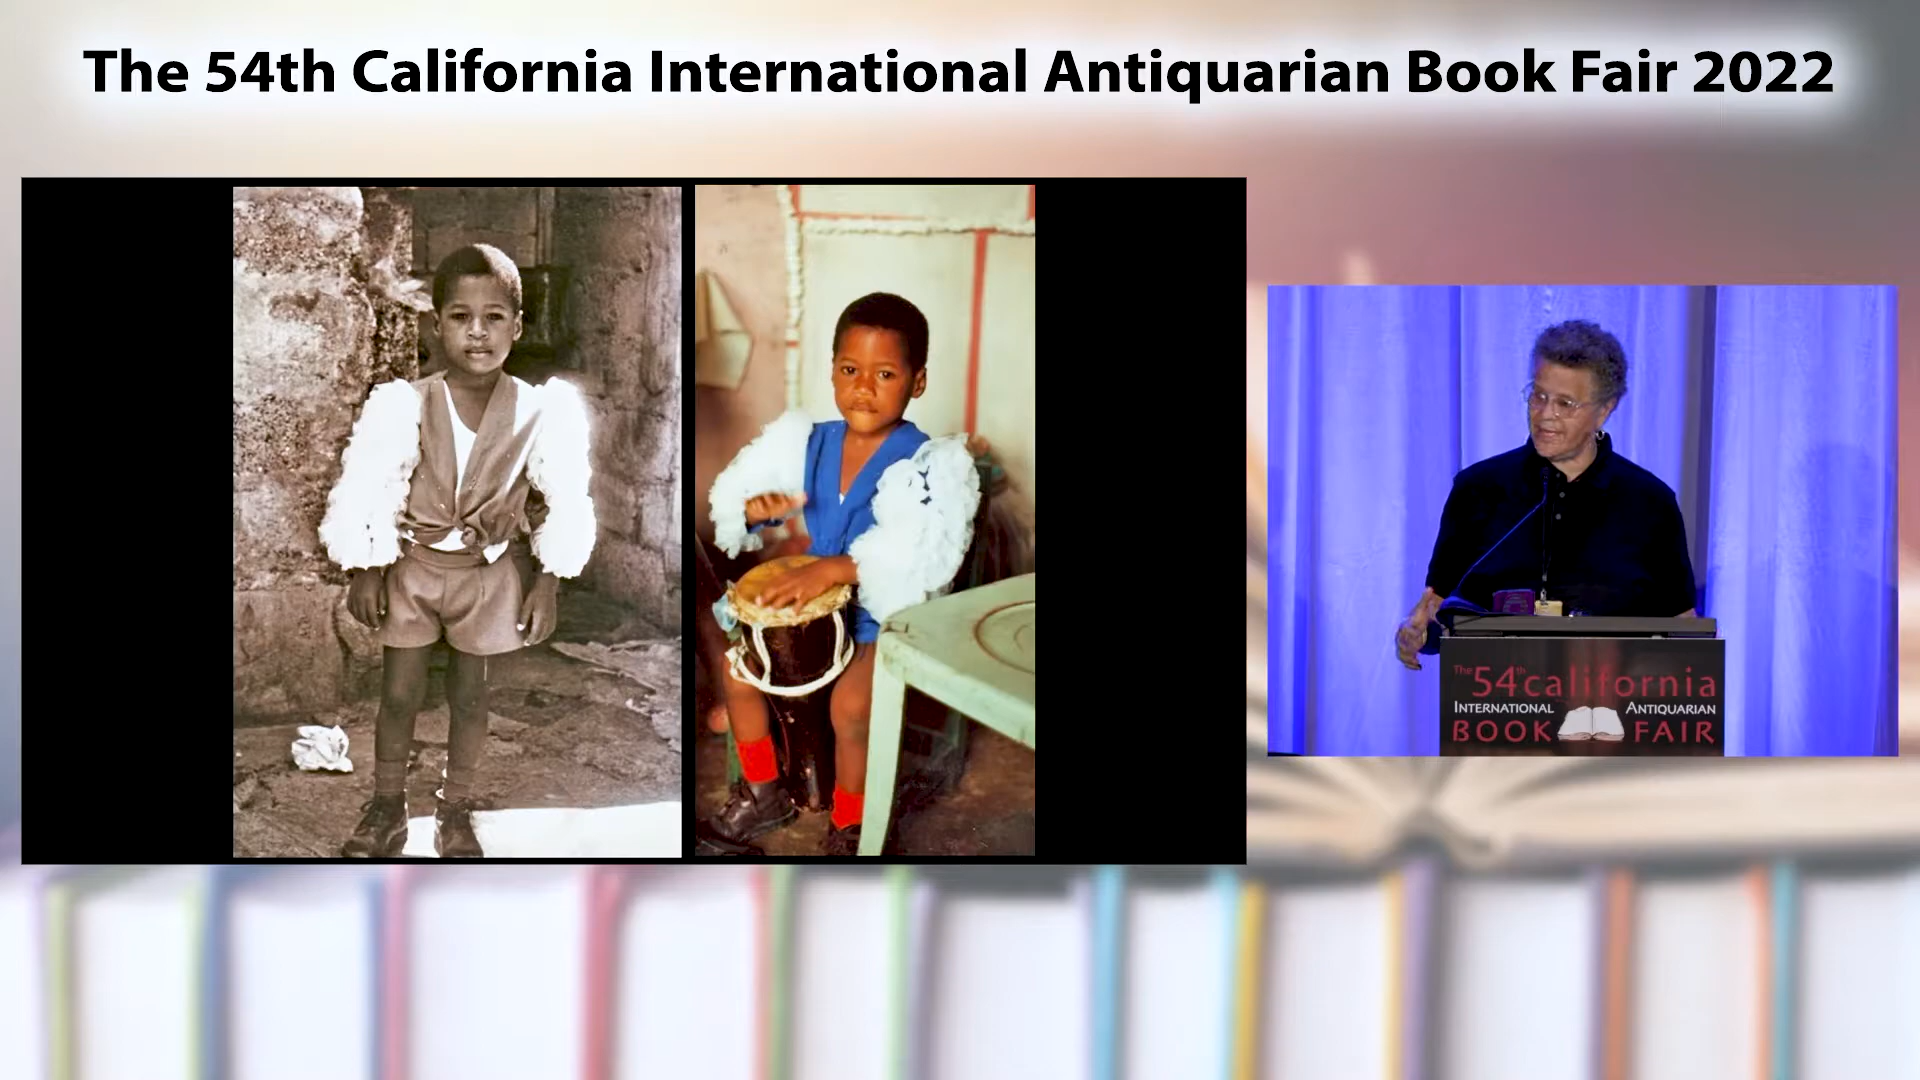 The 54th California International Antiquarian Book Fair 2022
The 54th california
INTERNATIONAL ANTIQUARIAN
BOOK FAIR